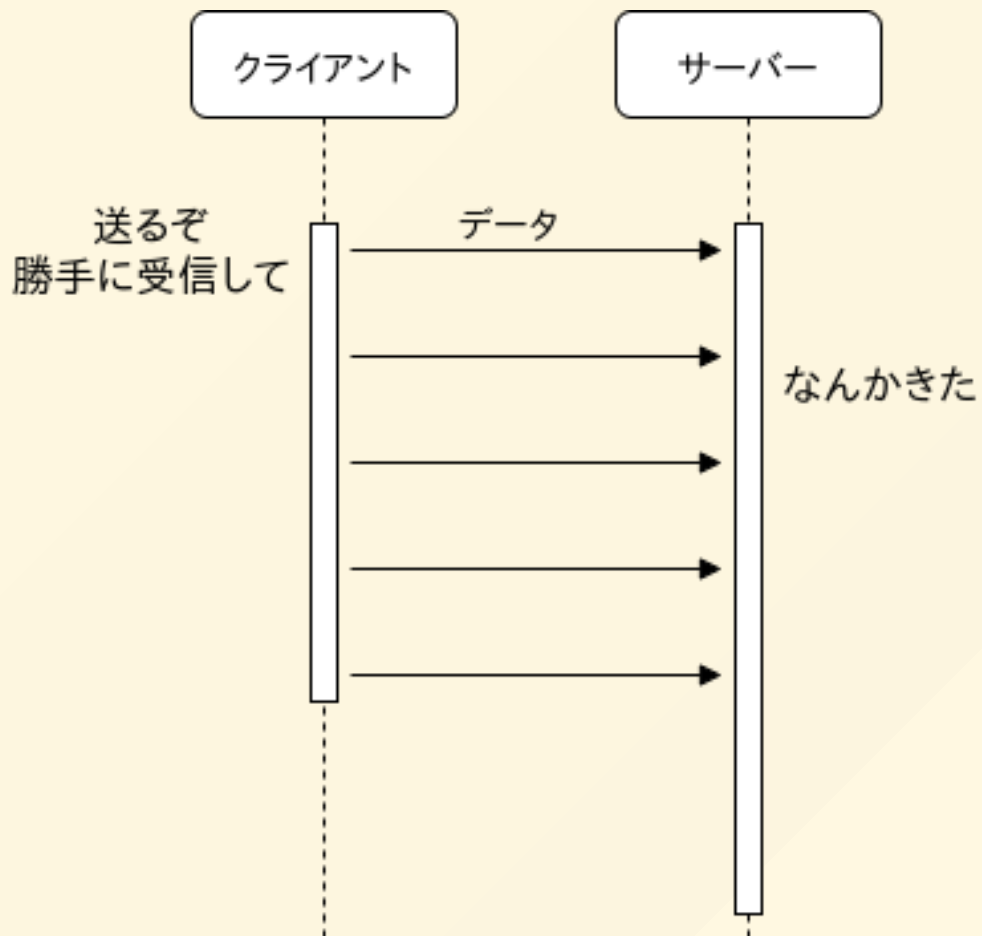 クライアント
サーバー
送るぞ
勝手に受信して
データ
なんかきた